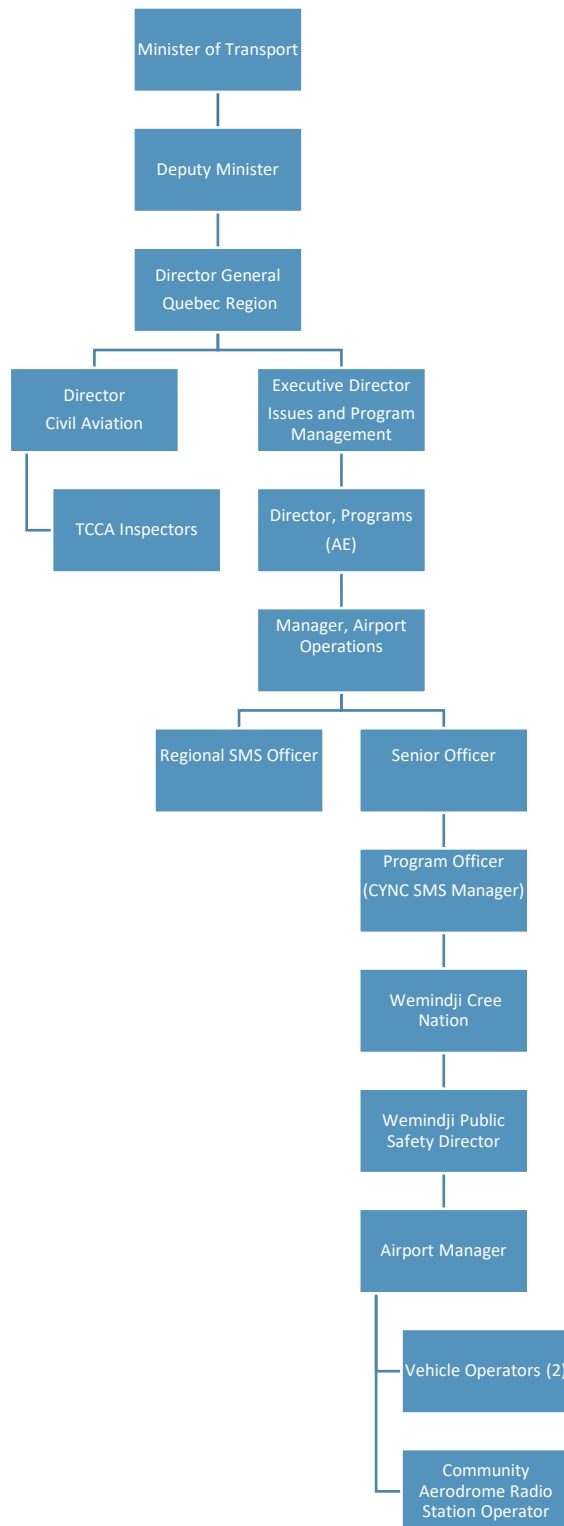 Minister of Transport
Deputy Minister
Director General
Quebec Region
Director
Civil Aviation
Executive Director
Issues and Program
Management
TCCA Inspectors
Director, Programs
(AE)
Manager, Airport
Operations
Regional SMS Officer
Senior Officer
Program Officer
(CYNC SMS Manager)
Wemindji Cree
Nation
Wemindji Public
Safety Director
Airport Manager
Vehicle Operators (2)
Community
Aerodrome Radio
Station Operator